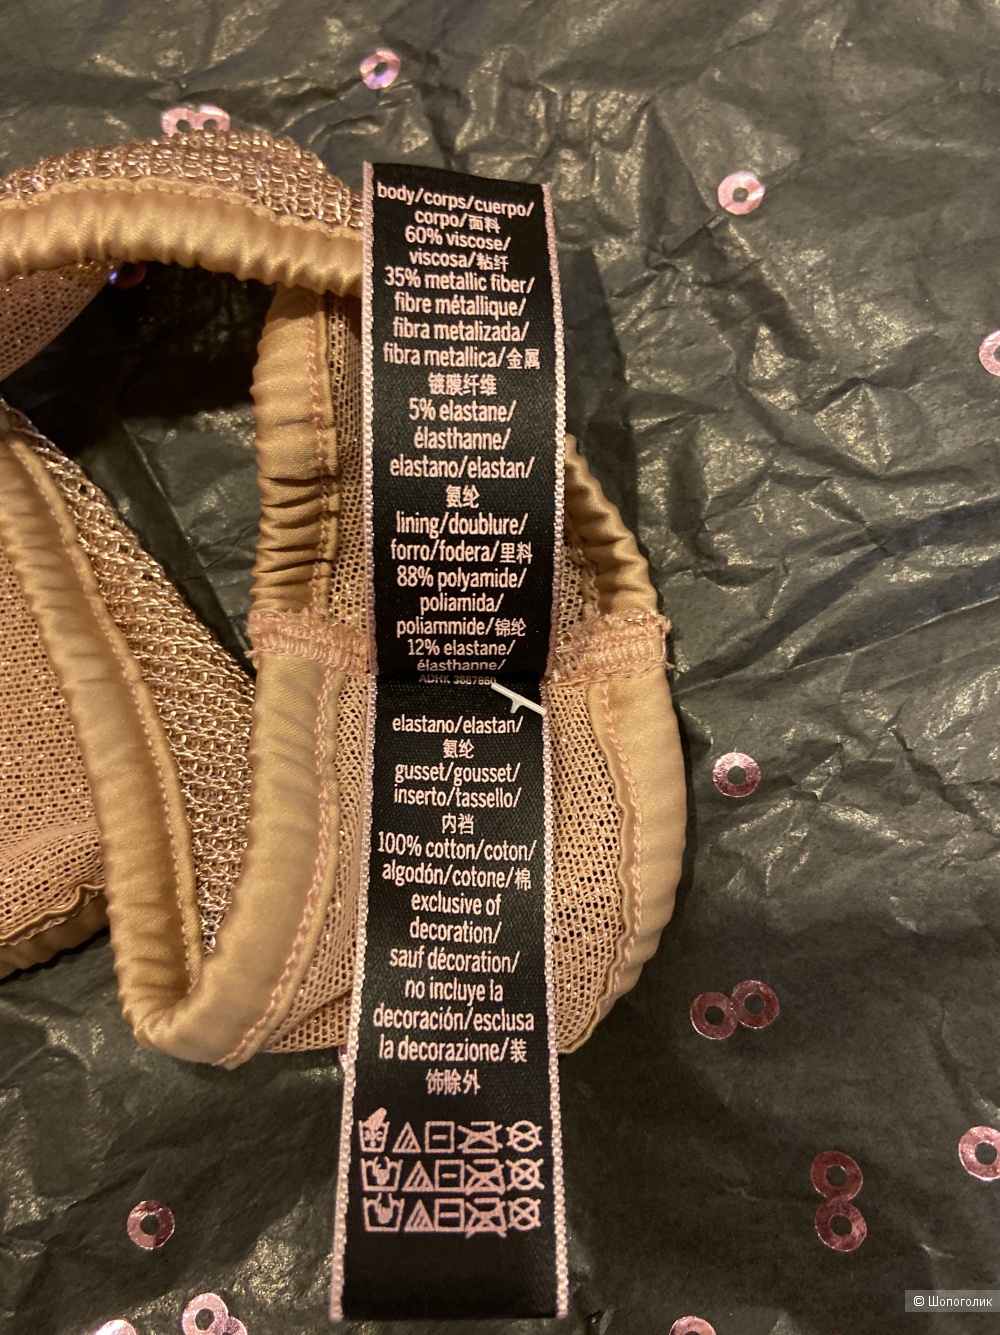 body/corps/cuerpo/
corpo/面料
60% viscose/
viscosa/粘纤
35% metallic fiber/
fibre métallique/
fibra metalizada/
fibra metallica/金属
镀膜纤维
5% elastane/
élasthanne/
elastano/elastan/
氨纶
lining/doublure/
forro/fodera/里料
88% polyamide/
poliamida/
poliammide/锦纶
12% elastane/
élasthanne/
elastano/elastan/
氨纶
gusset/gousset/
inserto/tassello/
内裆
100% cotton/coton/
algodón/cotone/棉
exclusive of
decoration/
sauf décoration/
no incluye la
decoración/esclusa
la decorazione/装
饰除外
© Шопоголик